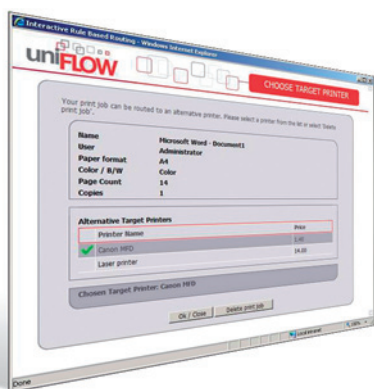 Interactive Rule Based Routing - Windows Internet Explorer
uniFLOW
CHOOSE TARGET PRINTER
Your print job can be routed to an alternative printer. Please select a printer from the list or select 'Delete
print job'.
Name Microsoft Word - Document1
User Administrator
Paper format A4
Color / B/W Color
Page Count 14
Copies 1
Alternative Target Printers
Printer Name Price
Canon MFD
Laser printer 14.00
Chosen Target Printer: Canon MFD
Ok / Close Delete print job
Done Local intranet